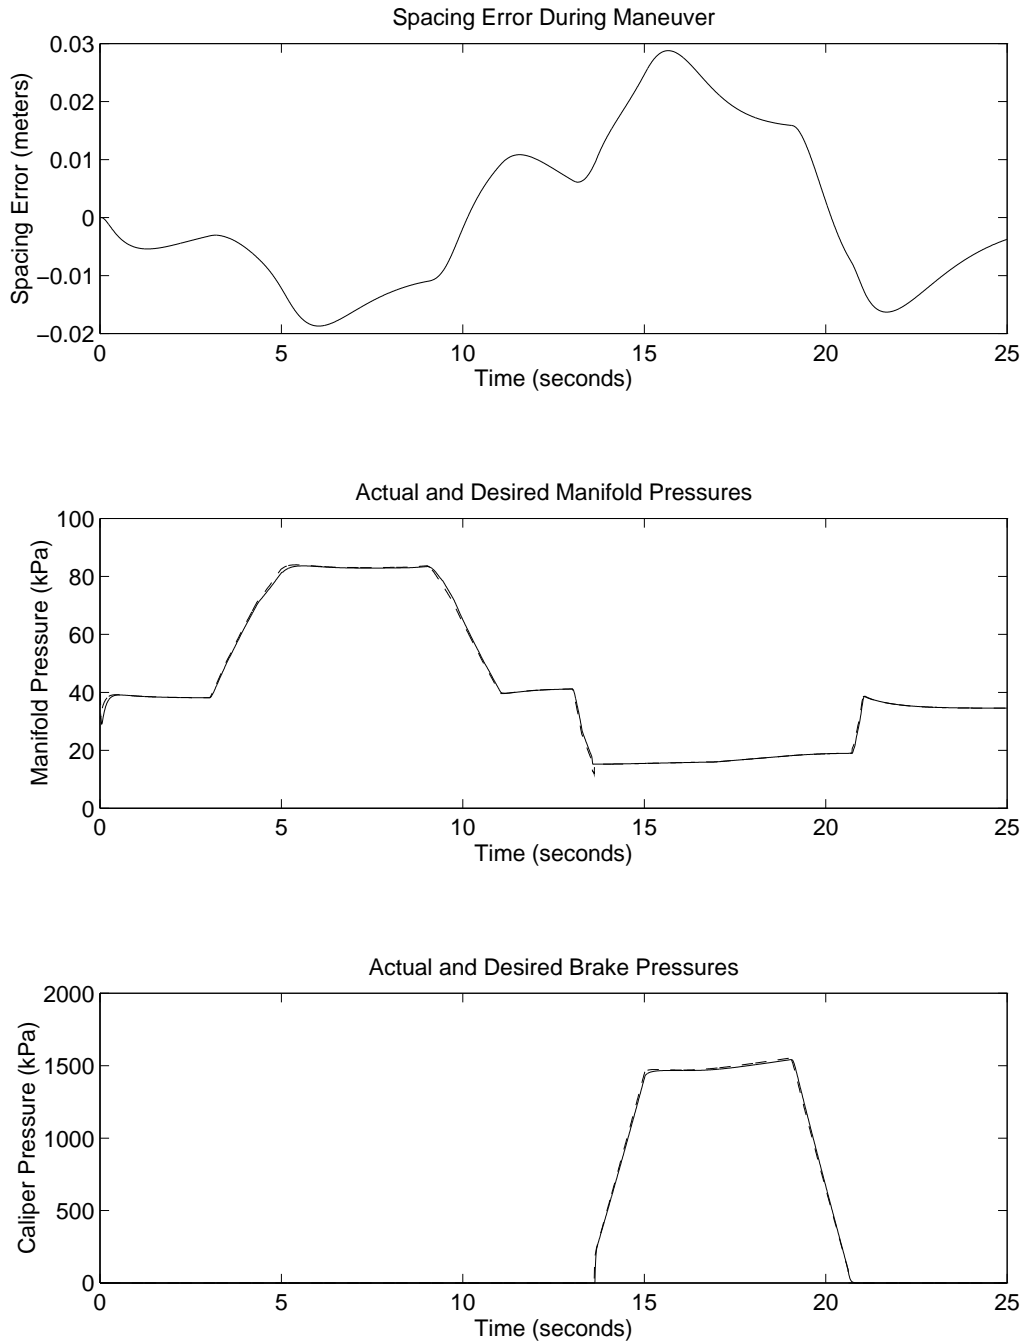 Spacing Error During Maneuver
0.03
0.02
0.01
0
−0.01
−0.02
Spacing Error (meters)
0 5 10 15 20 25
Time (seconds)
Actual and Desired Manifold Pressures
100
80
60
40
20
0
Manifold Pressure (kPa)
0 5 10 15 20 25
Time (seconds)
Actual and Desired Brake Pressures
2000
1500
1000
500
0
Caliper Pressure (kPa)
0 5 10 15 20 25
Time (seconds)